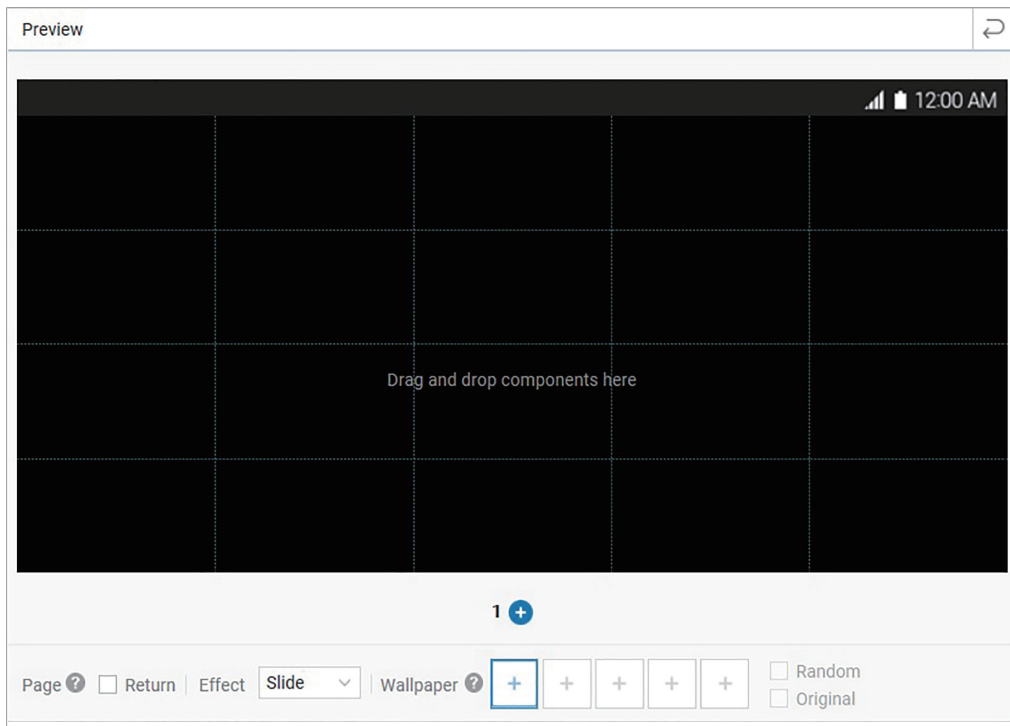 Preview
12:00 AM
Drag and drop components here
1
Page Return Effect Slide Wallpaper
Random
Original